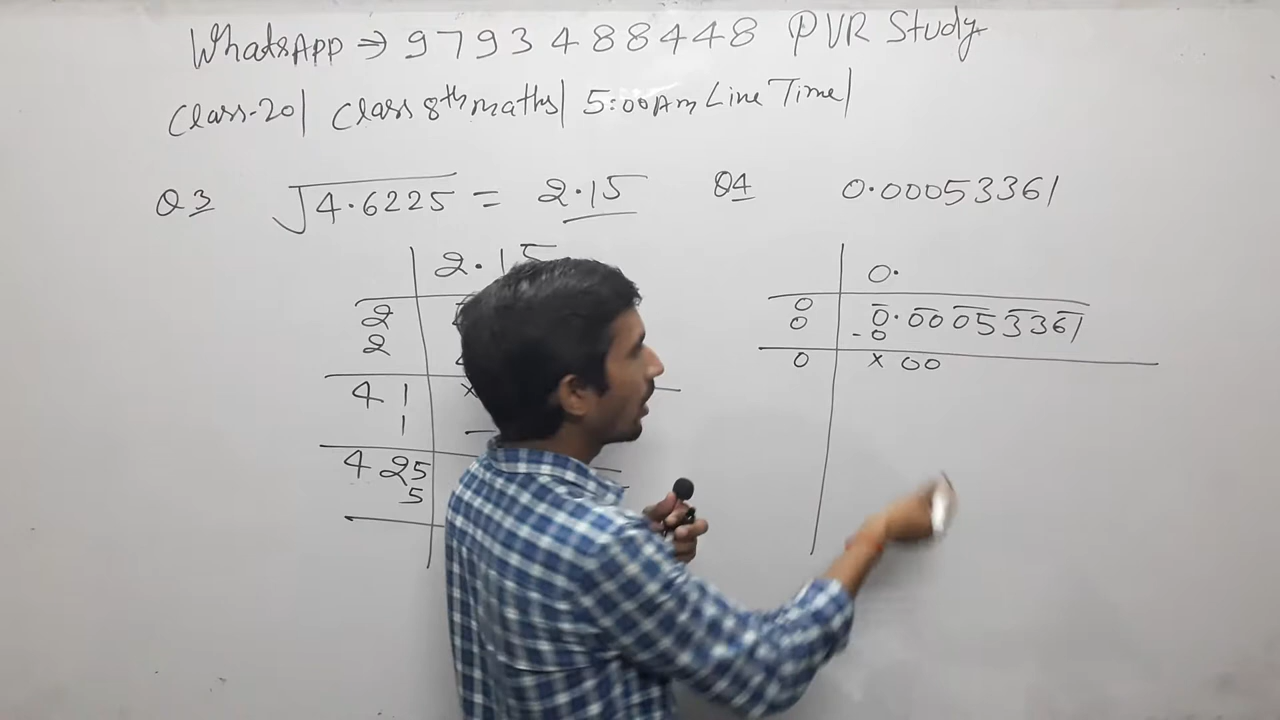 WhatsApp ⇒ 9793488448 PVR Study
Class-20| Class 8th maths| 5:00Am Line Time|
Q3 √4.6225 = 2.15
2.15
2
2
41 ×
1 -
425
5
Q4 0.00053361
0.
0 0.00053361
0 -0
0 ×00